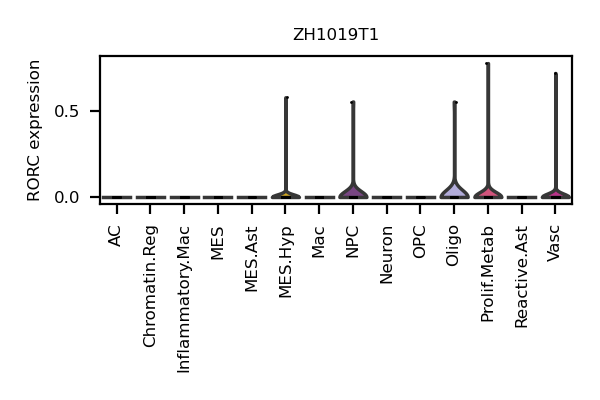 ZH1019T1
RORC expression
0.5
0.0
AC
Chromatin.Reg
Inflammatory.Mac
MES
MES.Ast
MES.Hyp
Mac
NPC
Neuron
OPC
Oligo
Prolif.Metab
Reactive.Ast
Vasc